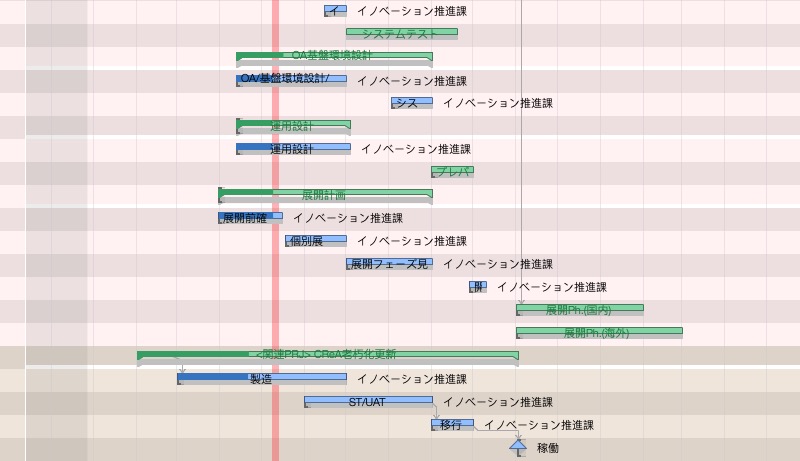 イ イノベーション推進課
システムテスト
OA基盤環境設計
OA/基盤環境設計/ イノベーション推進課
シス イノベーション推進課
運用設計
運用設計 イノベーション推進課
プレパ
展開計画
展開前確 イノベーション推進課
個別展 イノベーション推進課
展開フェーズ見 イノベーション推進課
イノベーション推進課
展開Ph.(国内)
展開Ph.(海外)
<関連PRJ> CReA老朽化更新
製造 イノベーション推進課
ST/UAT イノベーション推進課
移行 イノベーション推進課
稼働